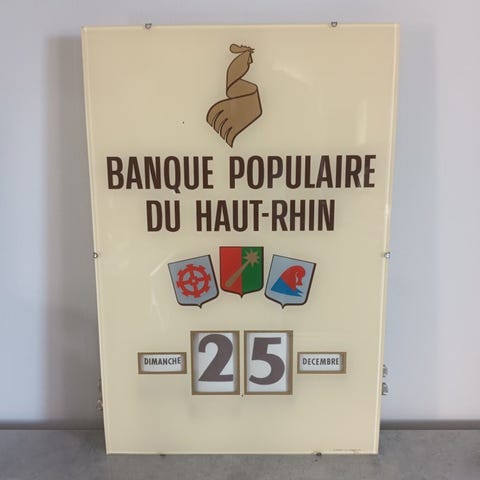 BANQUE POPULAIRE
DU HAUT-RHIN
DIMANCHE 25 DECEMBRE